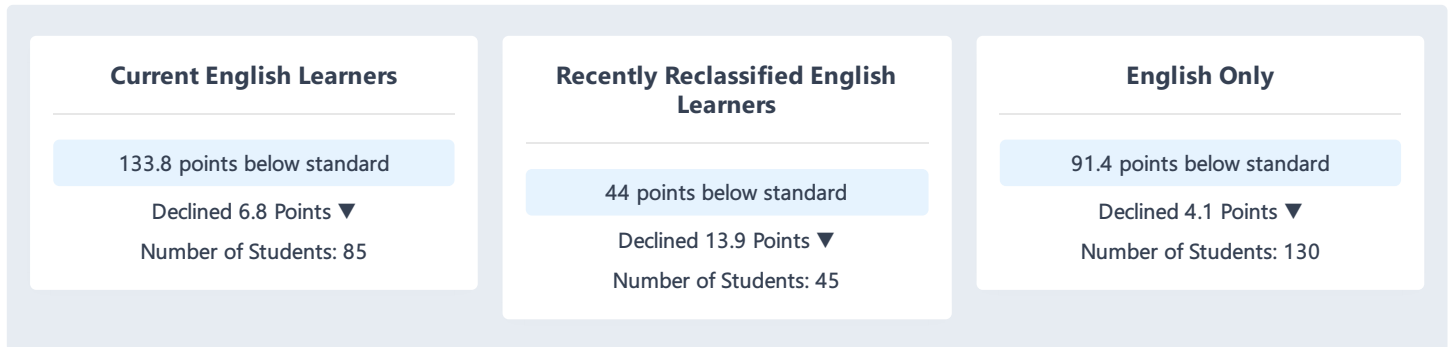 Current English Learners
133.8 points below standard
Declined 6.8 Points ▼
Number of Students: 85
Recently Reclassified English
Learners
44 points below standard
Declined 13.9 Points ▼
Number of Students: 45
English Only
91.4 points below standard
Declined 4.1 Points ▼
Number of Students: 130